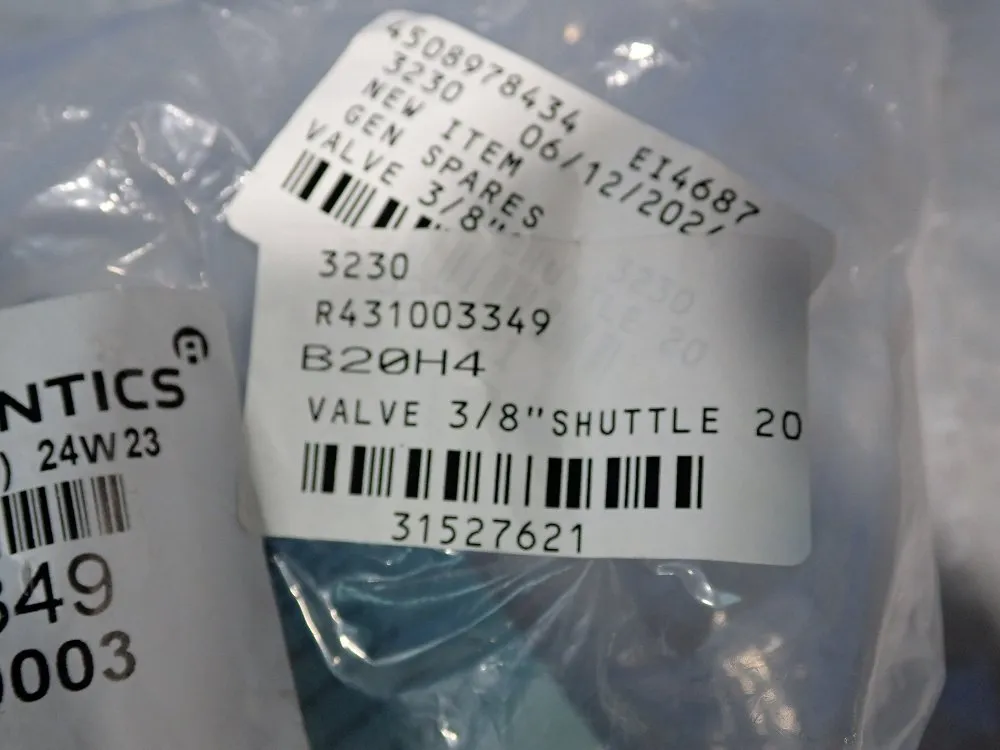 4508978434 EI4687
3230 06/12/202
NEW ITEM
GEN SPARES
VALVE 3/8"
3230
R431003349
B20H4
VALVE 3/8"SHUTTLE 20
31527621
NTICS®
) 24W23
349
0003